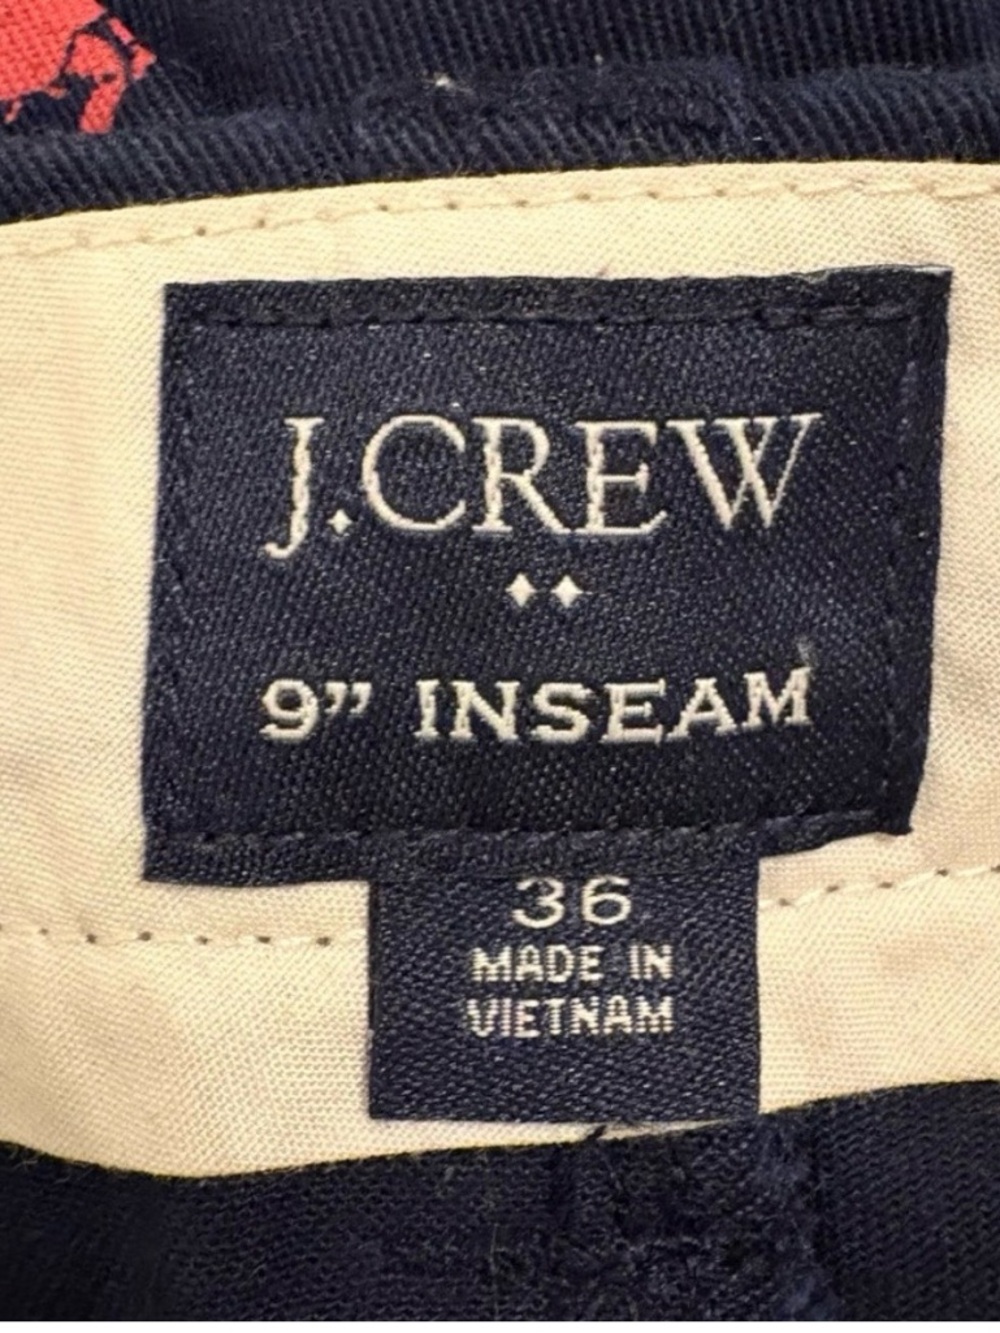 J.CREW
9” INSEAM
36
MADE IN
VIETNAM